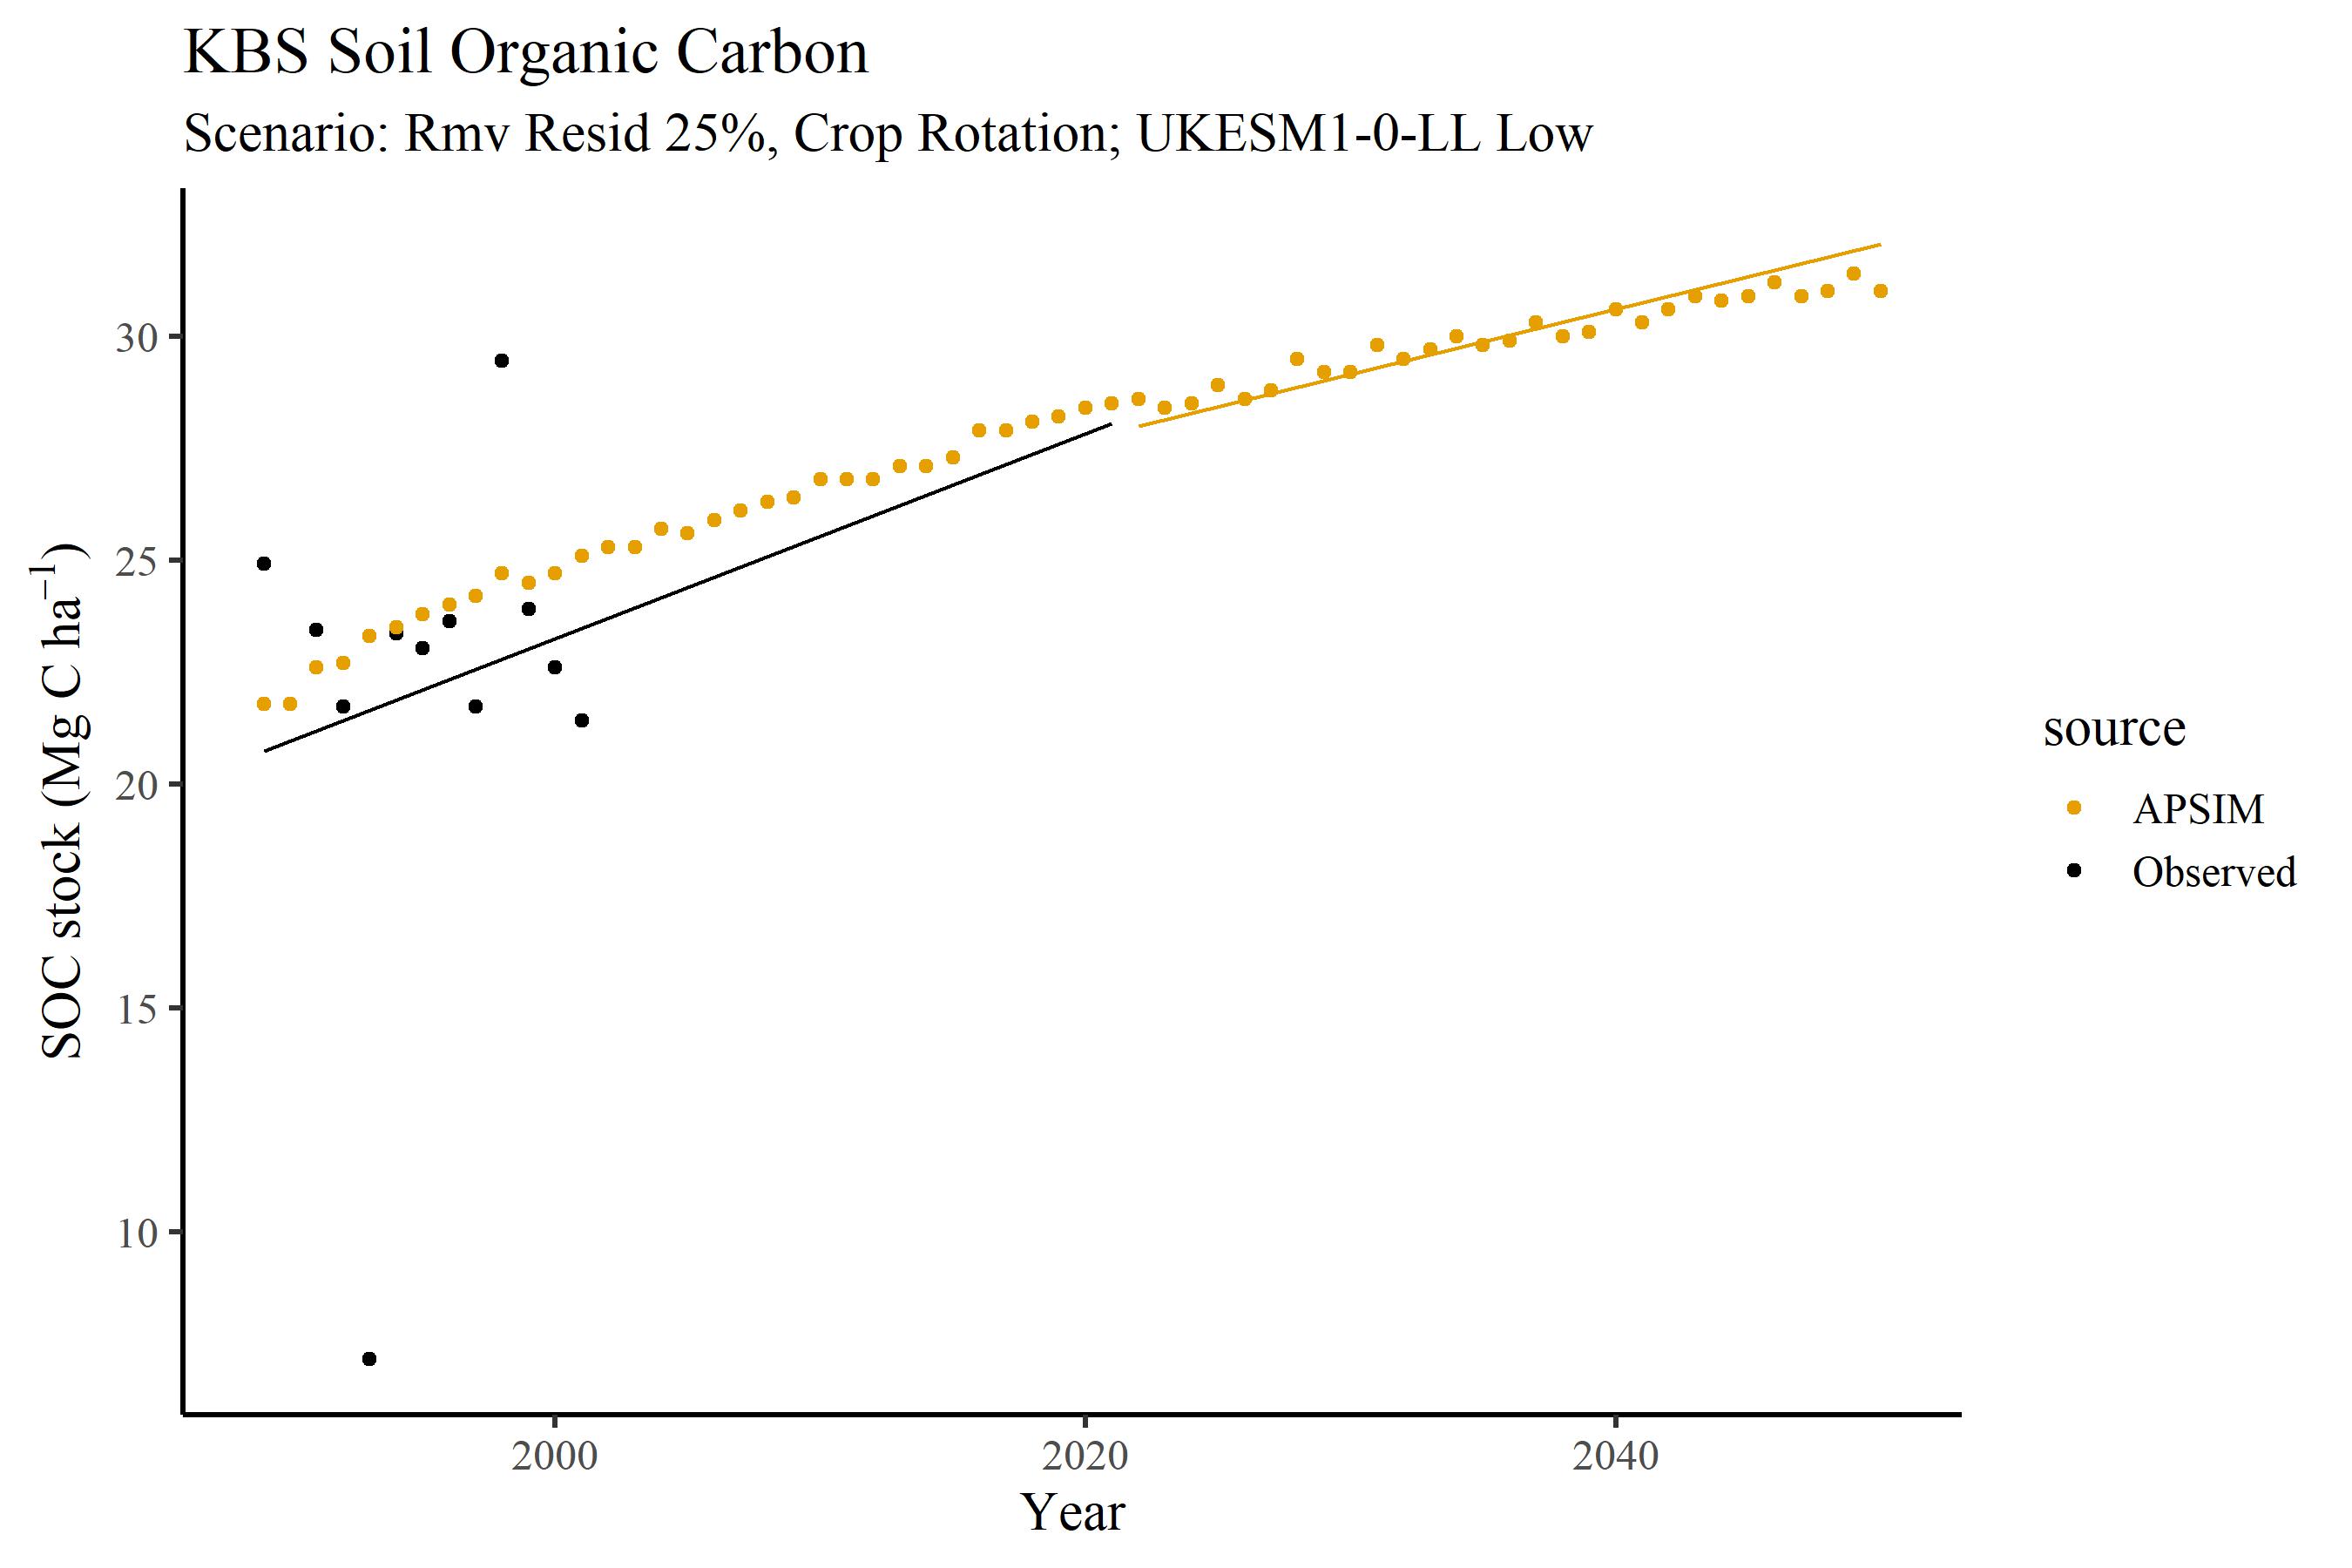 KBS Soil Organic Carbon
Scenario: Rmv Resid 25%, Crop Rotation; UKESM1-0-LL Low
SOC stock (Mg C ha⁻¹)
30
25
20
15
10
2000
2020
2040
Year
source
APSIM
Observed